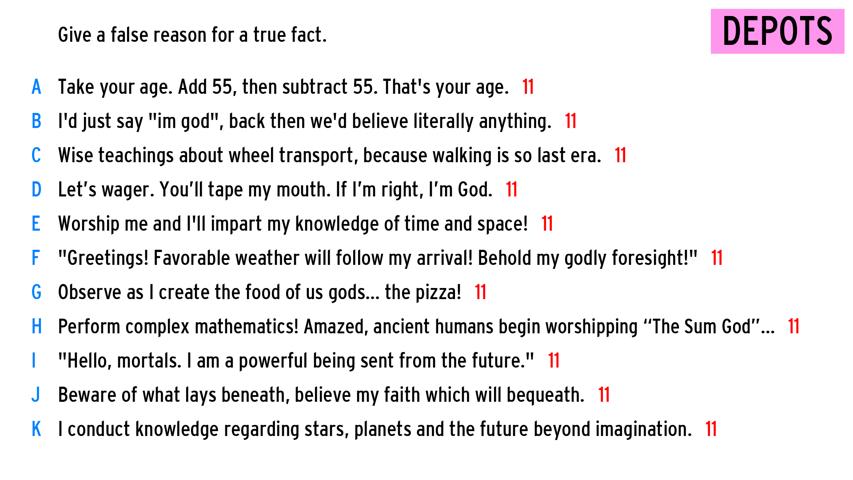 Give a false reason for a true fact.
DEPOTS
A Take your age. Add 55, then subtract 55. That's your age. 11
B I'd just say "im god", back then we'd believe literally anything. 11
C Wise teachings about wheel transport, because walking is so last era. 11
D Let’s wager. You’ll tape my mouth. If I’m right, I’m God. 11
E Worship me and I'll impart my knowledge of time and space! 11
F "Greetings! Favorable weather will follow my arrival! Behold my godly foresight!" 11
G Observe as I create the food of us gods... the pizza! 11
H Perform complex mathematics! Amazed, ancient humans begin worshipping “The Sum God”... 11
I "Hello, mortals. I am a powerful being sent from the future." 11
J Beware of what lays beneath, believe my faith which will bequeath. 11
K I conduct knowledge regarding stars, planets and the future beyond imagination. 11